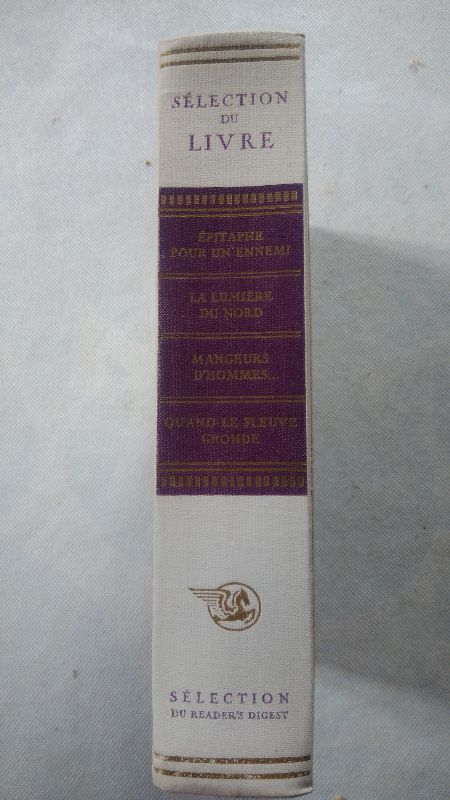 SÉLECTION
DU
LIVRE
ÉPITAPHE
POUR UN ENNEMI
LA LUMIÈRE
DU NORD
MANGEURS
D'HOMMES...
QUAND LE FLEUVE
GRONDE
SÉLECTION
DU READER'S DIGEST